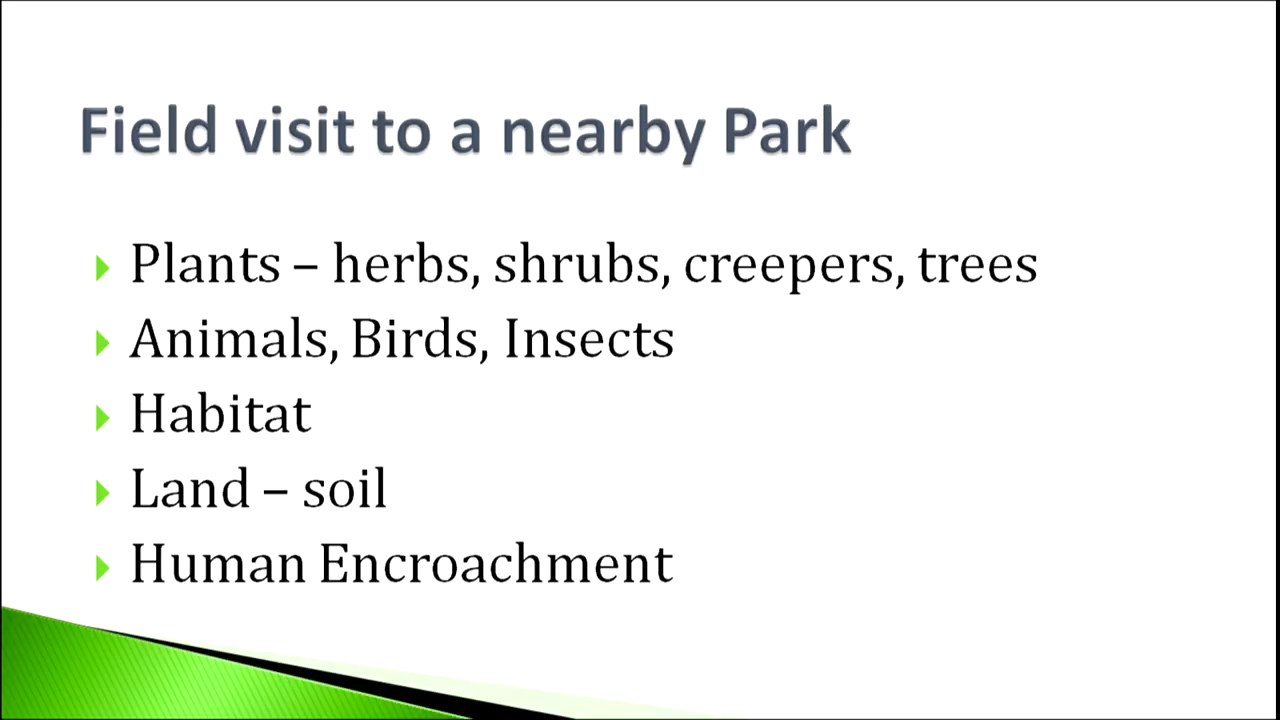 Field visit to a nearby Park
Plants – herbs, shrubs, creepers, trees
Animals, Birds, Insects
Habitat
Land – soil
Human Encroachment